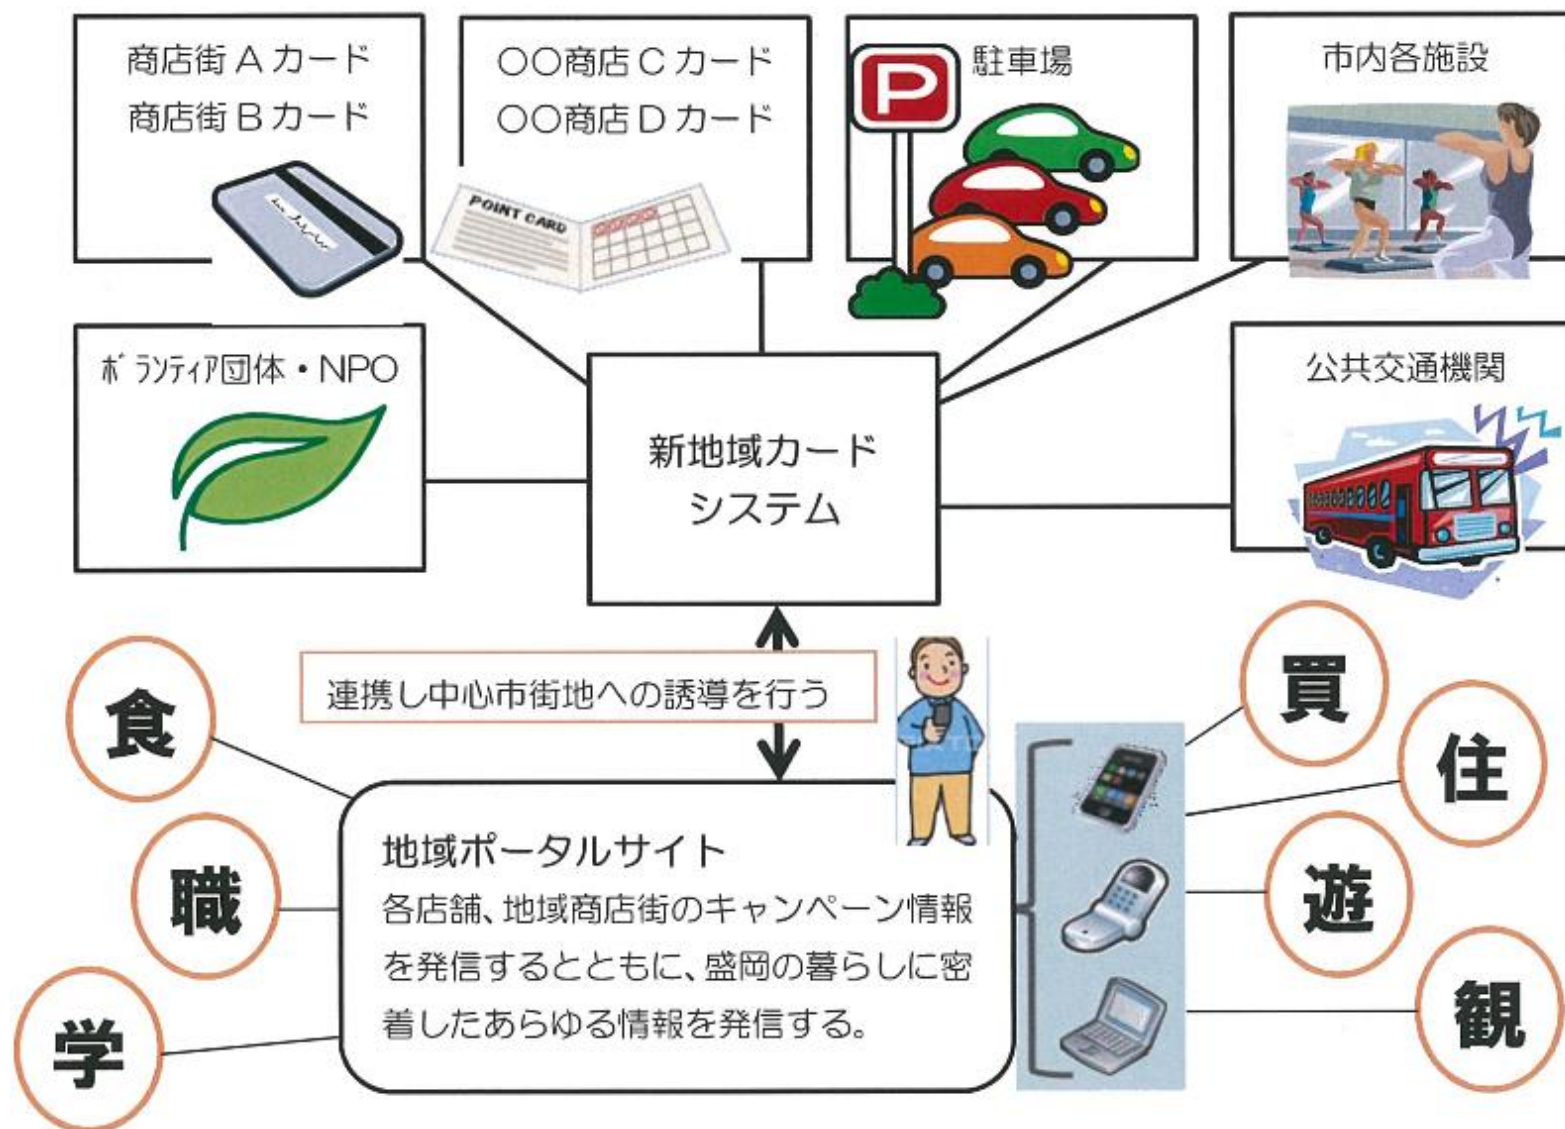 商店街Aカード
商店街Bカード
〇〇商店Cカード
〇〇商店Dカード
POINT CARD
P
駐車場
市内各施設
ボランティア団体・NPO
新地域カード
システム
公共交通機関
連携し中心市街地への誘導を行う
食
職
学
地域ポータルサイト
各店舗、地域商店街のキャンペーン情報
を発信するとともに、盛岡の暮らしに密
着したあらゆる情報を発信する。
買
住
遊
観